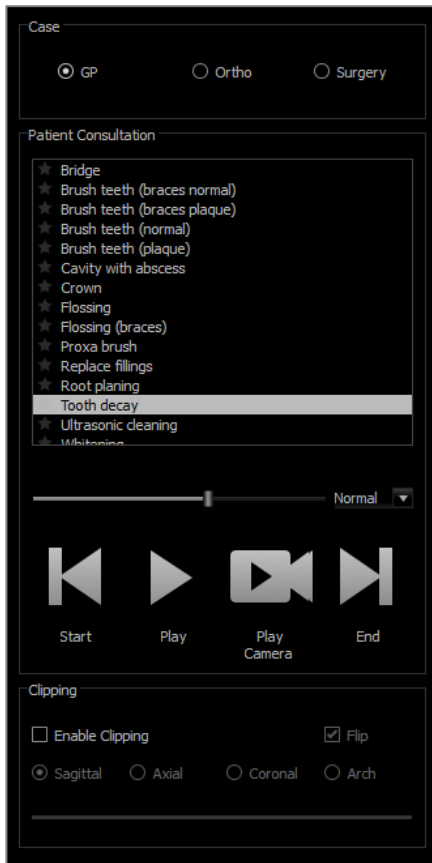 Case
GP Ortho Surgery
Patient Consultation
Bridge
Brush teeth (braces normal)
Brush teeth (braces plaque)
Brush teeth (normal)
Brush teeth (plaque)
Cavity with abscess
Crown
Flossing
Flossing (braces)
Proxa brush
Replace fillings
Root planing
Tooth decay
Ultrasonic cleaning
Whitening
Normal
Start Play Play End
Camera
Clipping
Enable Clipping Flip
Sagittal Axial Coronal Arch